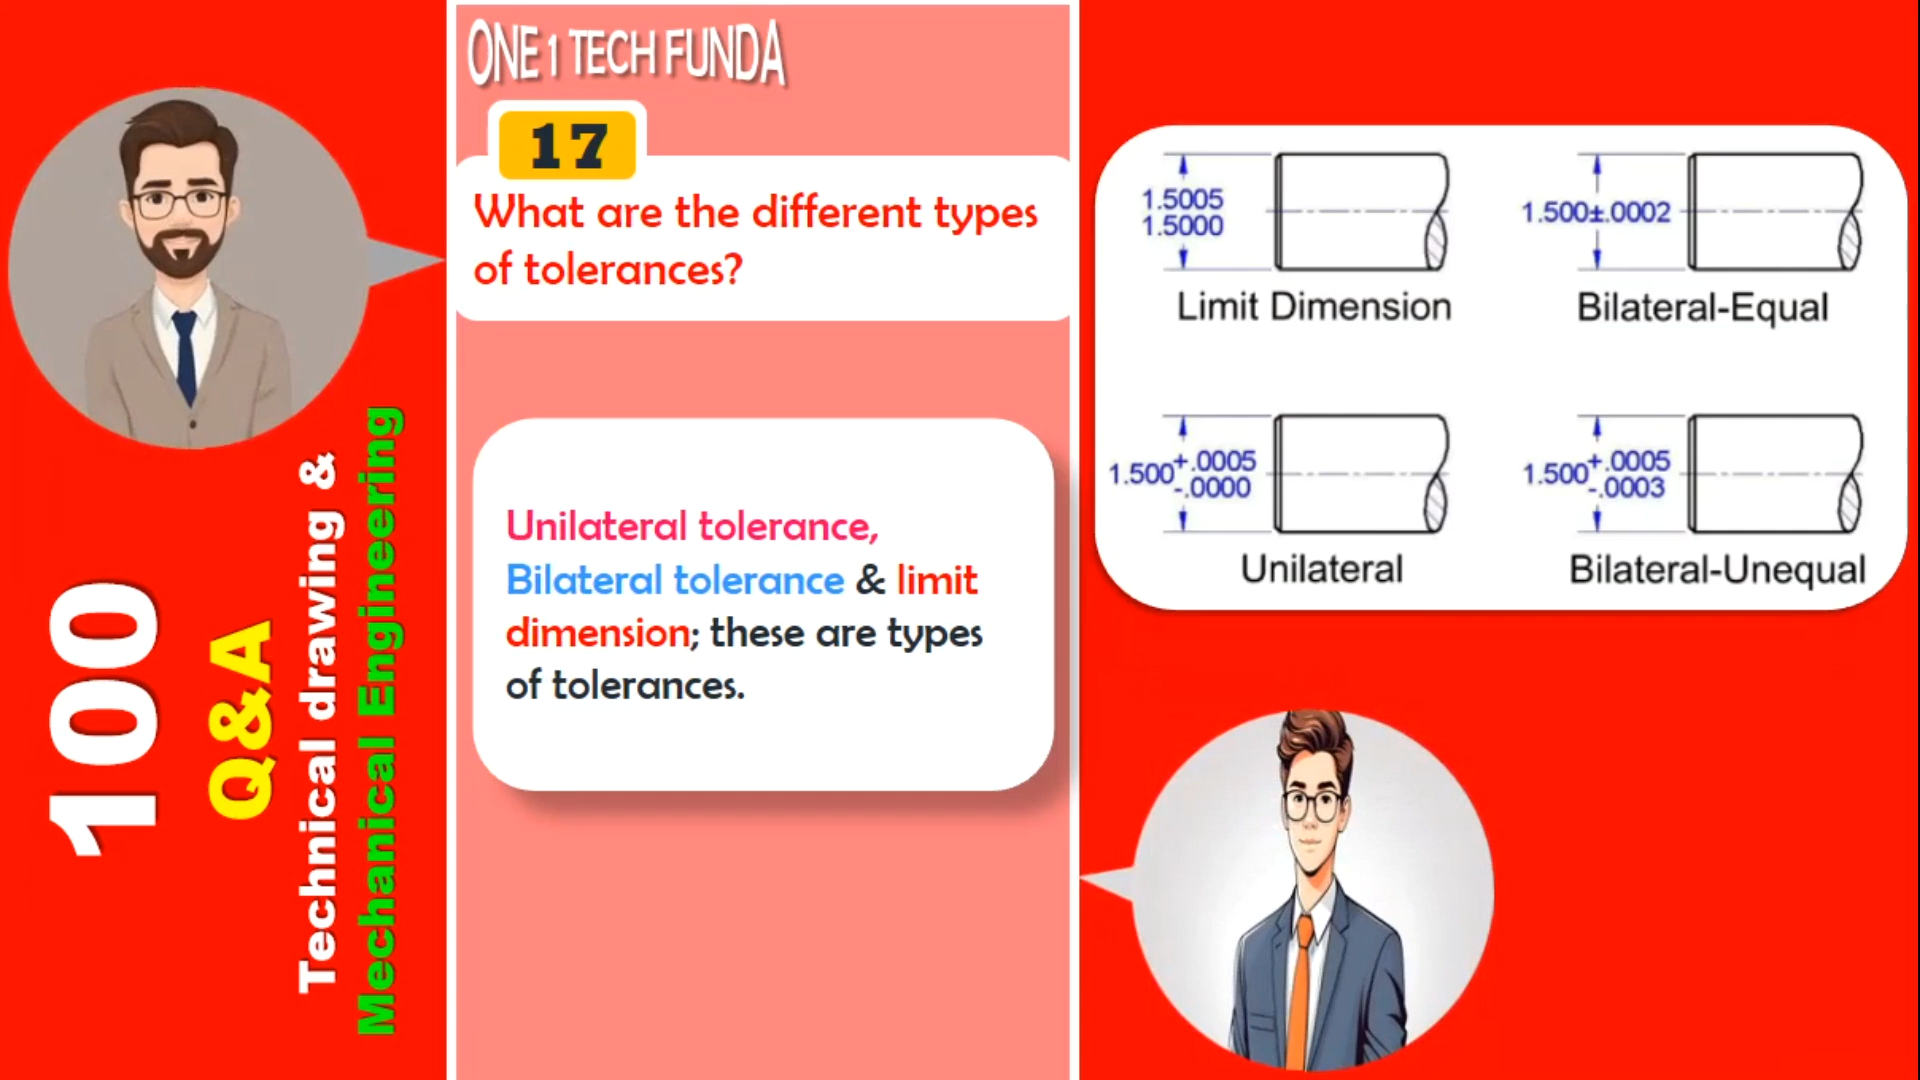 ONE 1 TECH FUNDA
17
What are the different types
of tolerances?
Unilateral tolerance,
Bilateral tolerance & limit
dimension; these are types
of tolerances.
100
Q&A
Technical drawing &
Mechanical Engineering
1.5005
1.5000
Limit Dimension
1.500±.0002
Bilateral-Equal
1.500+.0005
-.0000
Unilateral
1.500+.0005
-.0003
Bilateral-Unequal